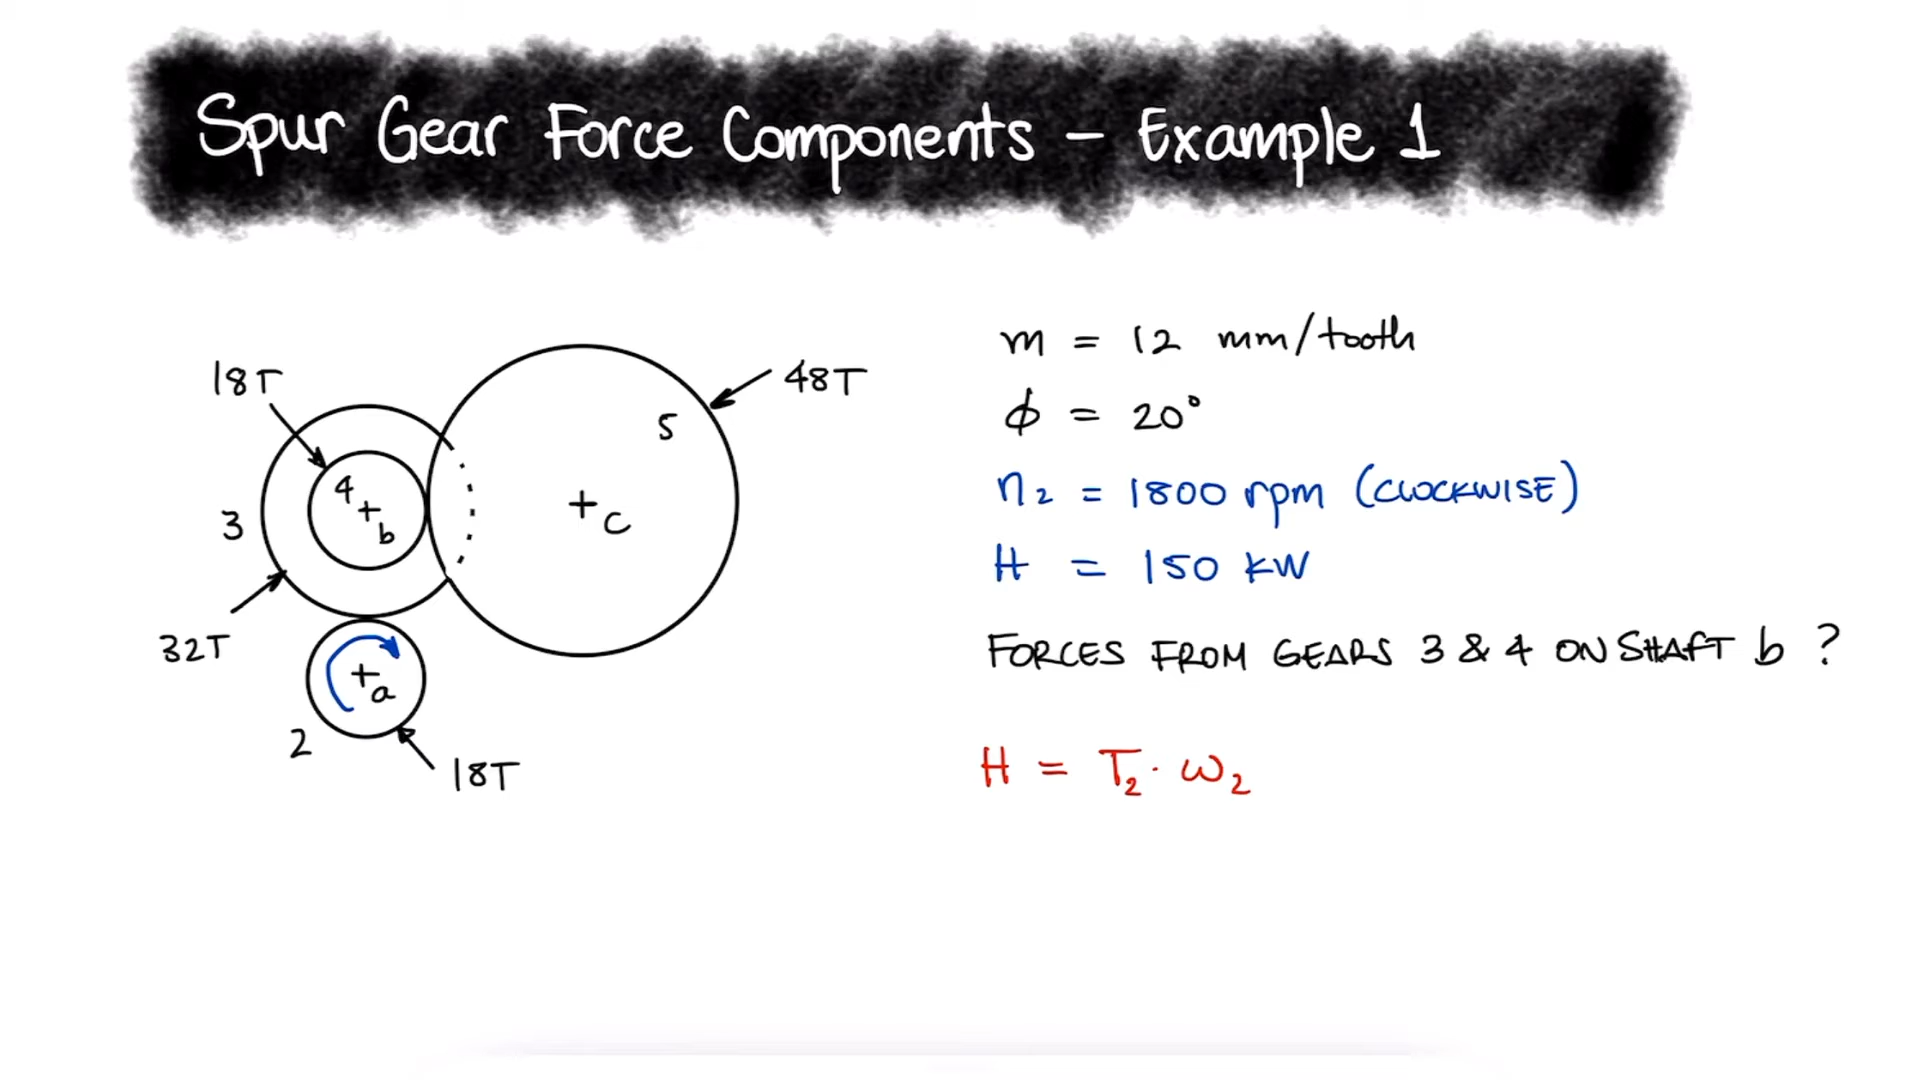 Spur Gear Force Components - Example 1
18T
48T
5
4
b
c
3
32T
a
2
18T
m = 12 mm/tooth
ϕ = 20°
n2 = 1800 rpm (CLOCKWISE)
H = 150 kW
FORCES FROM GEARS 3 & 4 ON SHAFT b ?
H = T2 · ω2